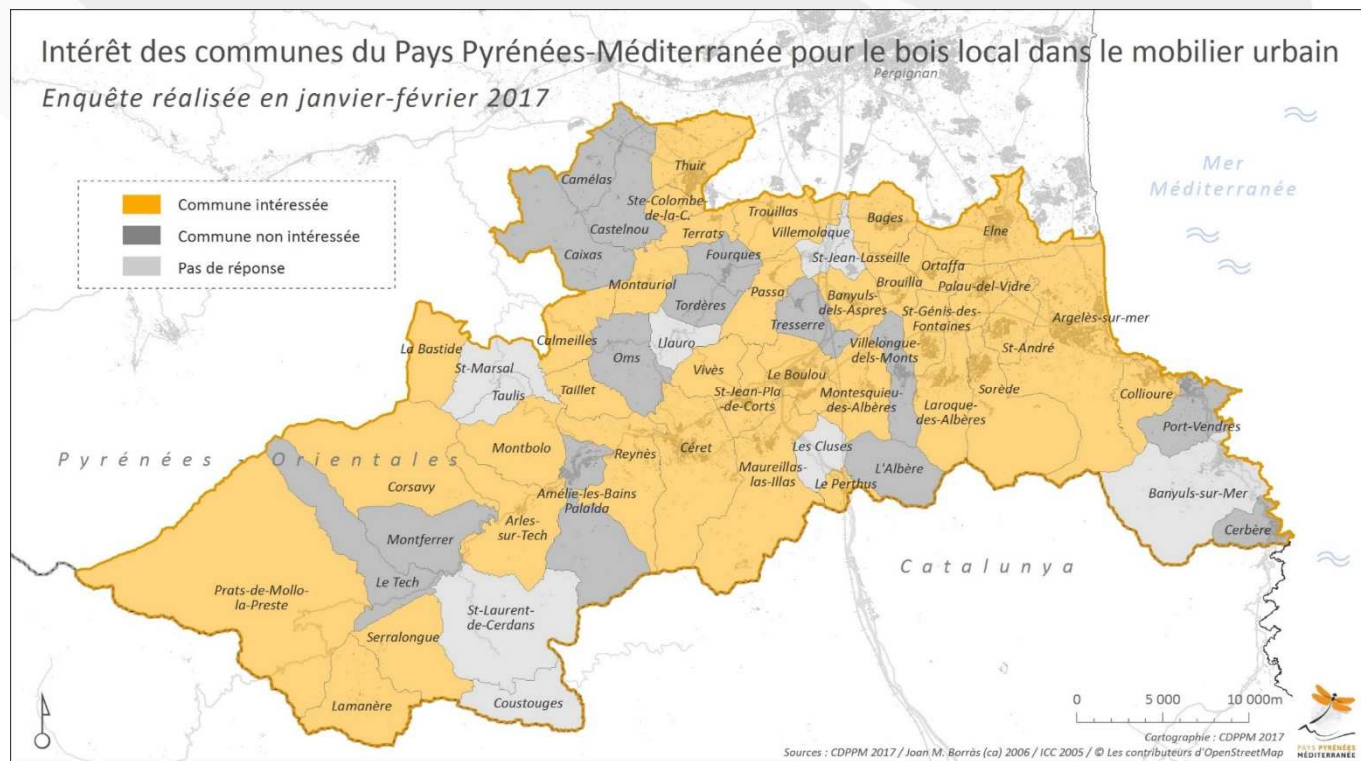 Intérêt des communes du Pays Pyrénées-Méditerranée pour le bois local dans le mobilier urbain
Enquête réalisée en janvier-février 2017
Perpignan
Commune intéressée
Commune non intéressée
Pas de réponse
Mer
Méditerranée
Thuir
Camélas
Ste-Colombe-
de-la-C.
Castelnou
Terrats
Trouillas
Villemolaque
Bages
Elne
Caixas
Fourques
St-Jean-Lasseille
Ortaffa
Montauriol
Passa
Brouilla
Palau-del-Vidre
Tordères
Banyuls-
dels-Aspres
St-Génis-des-
Fontaines
Argelès-sur-mer
Tresserre
La Bastide
Calmeilles
Llauro
Villelongue-
dels-Monts
St-André
Oms
St-Marsal
Vivès
Le Boulou
Taulis
Taillet
St-Jean-Pla-
de-Corts
Montesquieu-
des-Albères
Laroque-
des-Albères
Sorède
Collioure
Port-Vendrès
Pyrénées - Orientales
Montbolo
Reynès
Céret
Les Cluses
Maureillas-
las-Illas
L'Albère
Le Perthus
Corsavy
Amélie-les-Bains
Palalda
Banyuls-sur-Mer
Arles-
sur-Tech
Montferrer
Cerbère
Catalunya
Le Tech
Prats-de-Mollo-
la-Preste
St-Laurent-
de-Cerdans
Serralongue
Lamanère
Coustouges
0 5 000 10 000m
Cartographie : CDPPM 2017
Sources : CDPPM 2017 / Joan M. Borràs (ca) 2006 / ICC 2005 / © Les contributeurs d'OpenStreetMap
PAYS PYRÉNÉES
MÉDITERRANÉE